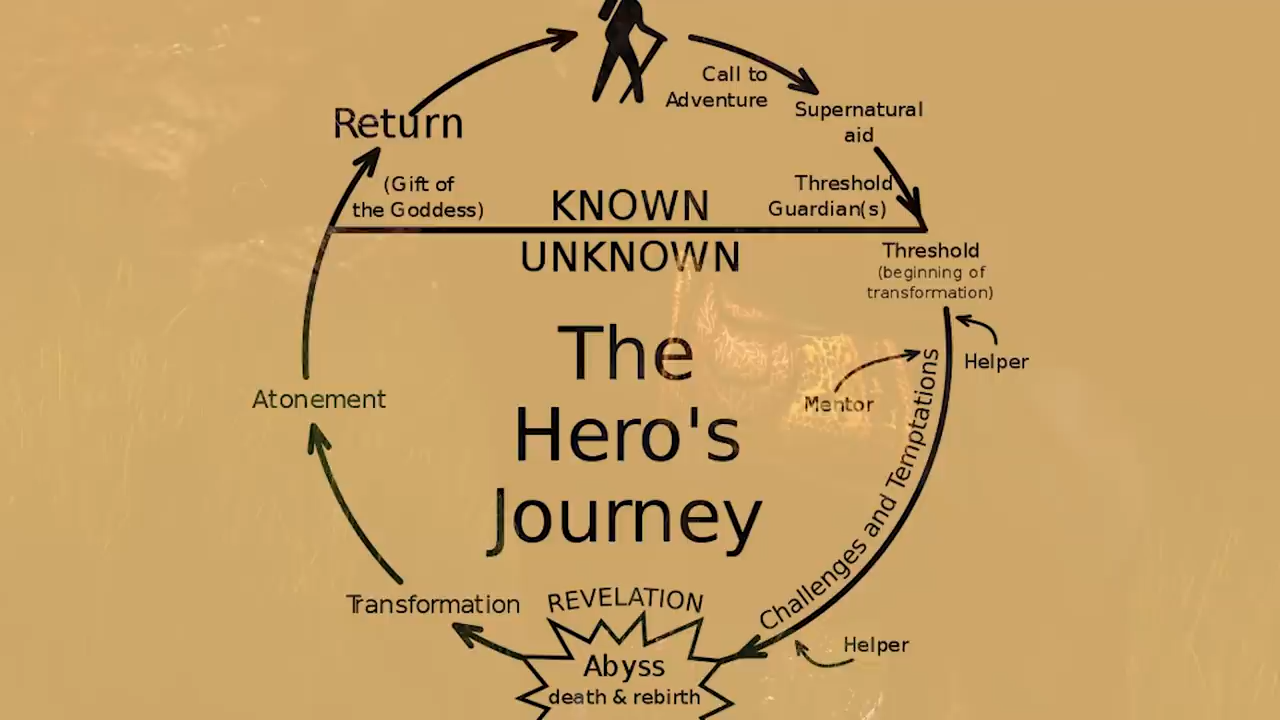 Call to
Adventure
Supernatural
aid
Return
(Gift of
the Goddess)
KNOWN
Threshold
Guardian(s)
UNKNOWN
Threshold
(beginning of
transformation)
Helper
The
Hero's
Journey
Mentor
Challenges and Temptations
Atonement
Helper
Transformation
REVELATION
Abyss
death & rebirth